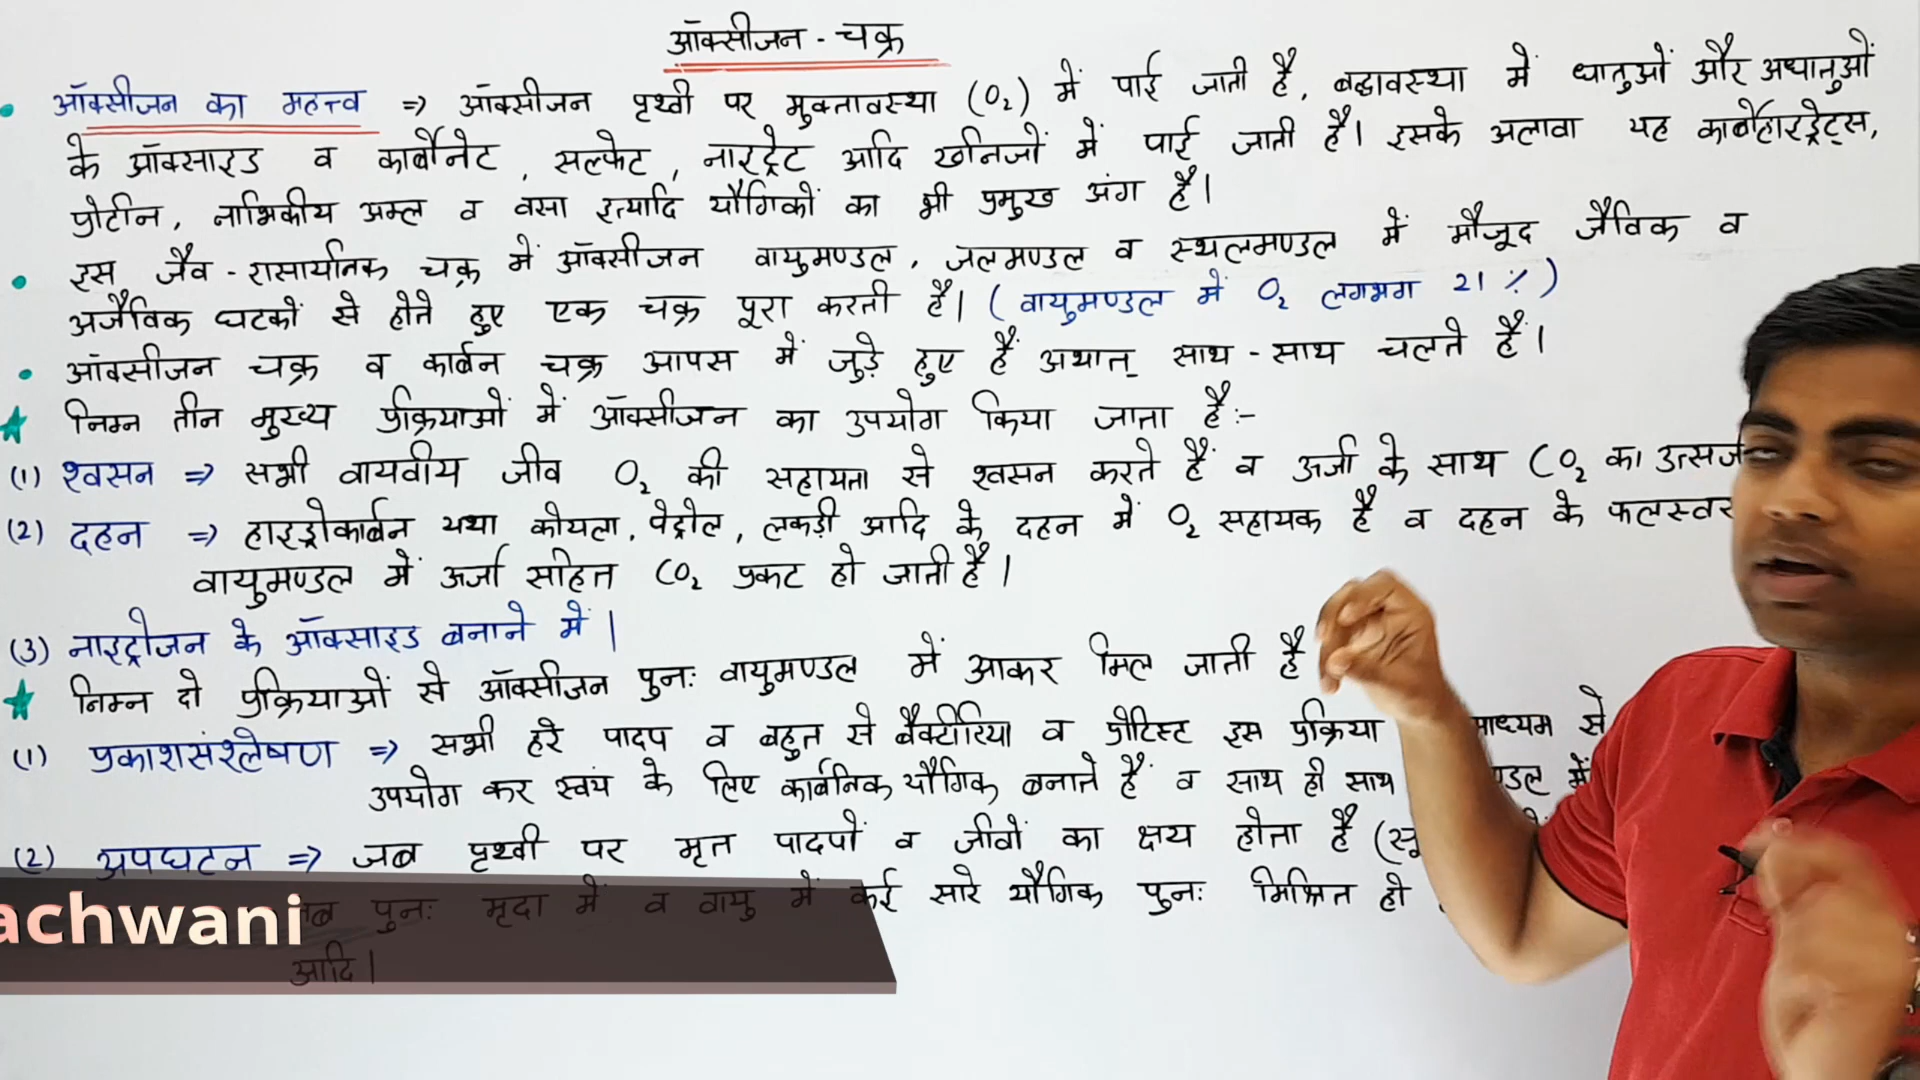 ऑक्सीजन - चक्र
ऑक्सीजन का महत्त्व => ऑक्सीजन पृथ्वी पर मुक्तावस्था (O₂) में पाई जाती है, बद्धावस्था में धातुओं और अधातुओं
के ऑक्साइड व कार्बोनेट, सल्फेट, नाइट्रेट आदि खनिजों में पाई जाती है। इसके अलावा यह कार्बोहाइड्रेट्स,
प्रोटीन, नाभिकीय अम्ल व वसा इत्यादि यौगिकों का भी प्रमुख अंग है।
इस जैव - रासायनिक चक्र में ऑक्सीजन वायुमण्डल, जलमण्डल व स्थलमण्डल में मौजूद जैविक व
अजैविक घटकों से होते हुए एक चक्र पूरा करती है। (वायुमण्डल में O₂ लगभग 21 %)
ऑक्सीजन चक्र व कार्बन चक्र आपस में जुड़े हुए हैं अर्थात् साथ - साथ चलते हैं।
निम्न तीन मुख्य प्रक्रियाओं में ऑक्सीजन का उपयोग किया जाता है:-
(1) श्वसन => सभी वायवीय जीव O₂ की सहायता से श्वसन करते हैं व ऊर्जा के साथ CO₂ का
(2) दहन => हाइड्रोकार्बन यथा कोयला, पेट्रोल, लकड़ी आदि के दहन में O₂ सहायक है व दहन के
वायुमण्डल में ऊर्जा सहित CO₂ प्रकट हो जाती है।
(3) नाइट्रोजन के ऑक्साइड बनाने में।
निम्न दो प्रक्रियाओं से ऑक्सीजन पुनः वायुमण्डल में आकर मिल जाती है
(1) प्रकाशसंश्लेषण => सभी हरे पादप व बहुत से बैक्टीरिया व प्रोटिस्ट इस प्रक्रिया माध्यम से
उपयोग कर स्वयं के लिए कार्बनिक यौगिक बनाते हैं व साथ ही साथ में
(2) अपघटन => जब पृथ्वी पर मृत पादपों व जीवों का क्षय होता है
तब पुनः मृदा में व वायु में कई सारे यौगिक पुनः मिश्रित हो
आदि।
achwani